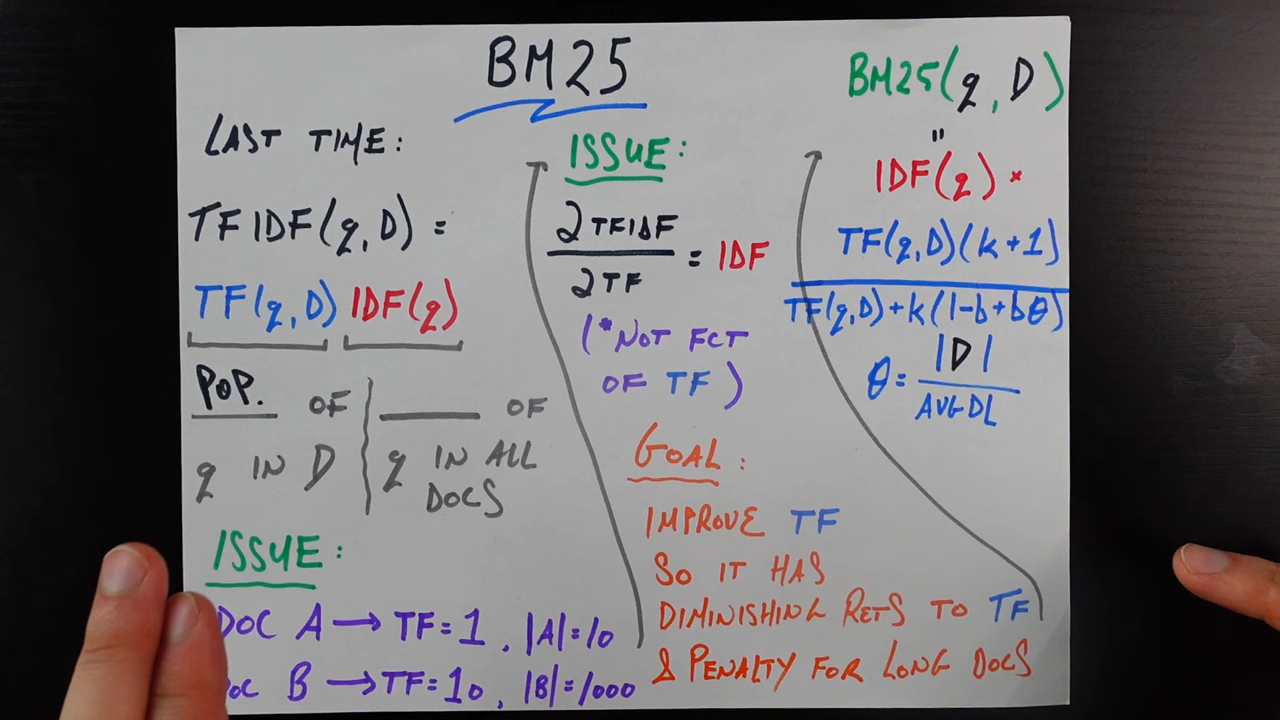 BM25
LAST TIME:
TFIDF(q, D) =
TF(q, D) IDF(q)
POP. OF
q IN D
____ OF
q IN ALL
DOCS
ISSUE:
DOC A → TF=1, |A|=10
DOC B → TF=10, |B|=1000
ISSUE:
∂TFIDF
∂TF
= IDF
(*NOT FCT
OF TF)
GOAL:
IMPROVE TF
SO IT HAS
DIMINISHING RETS TO TF
& PENALTY FOR LONG DOCS
BM25(q, D)
=
IDF(q) *
TF(q, D)(k+1)
TF(q,D)+k(1-b+bθ)
θ = |D|
AVGDL